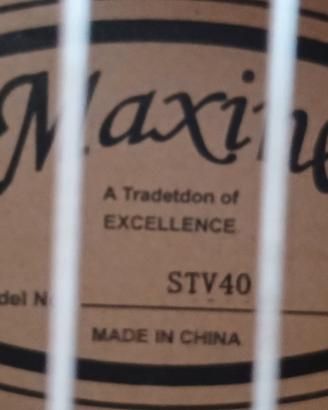 Maxine
A Tradetdon of
EXCELLENCE
STV40
del No
MADE IN CHINA